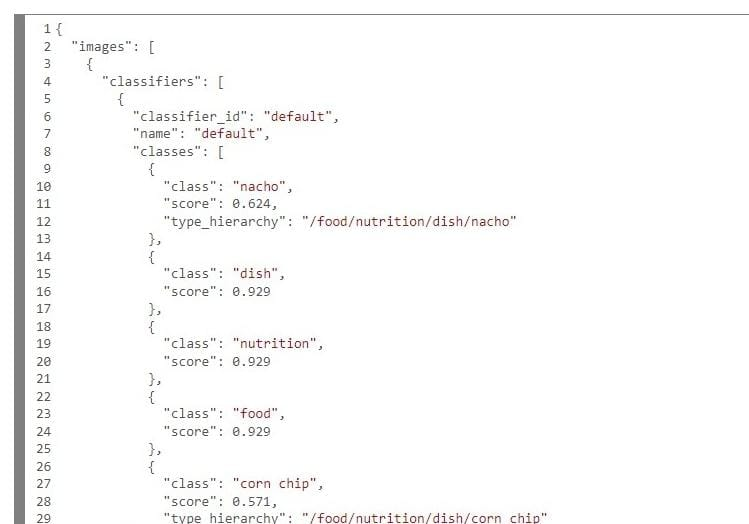 1 {
2 "images": [
3 {
4 "classifiers": [
5 {
6 "classifier_id": "default",
7 "name": "default",
8 "classes": [
9 {
10 "class": "nacho",
11 "score": 0.624,
12 "type_hierarchy": "/food/nutrition/dish/nacho"
13 },
14 {
15 "class": "dish",
16 "score": 0.929
17 },
18 {
19 "class": "nutrition",
20 "score": 0.929
21 },
22 {
23 "class": "food",
24 "score": 0.929
25 },
26 {
27 "class": "corn chip",
28 "score": 0.571,
29 "type_hierarchy": "/food/nutrition/dish/corn chip"